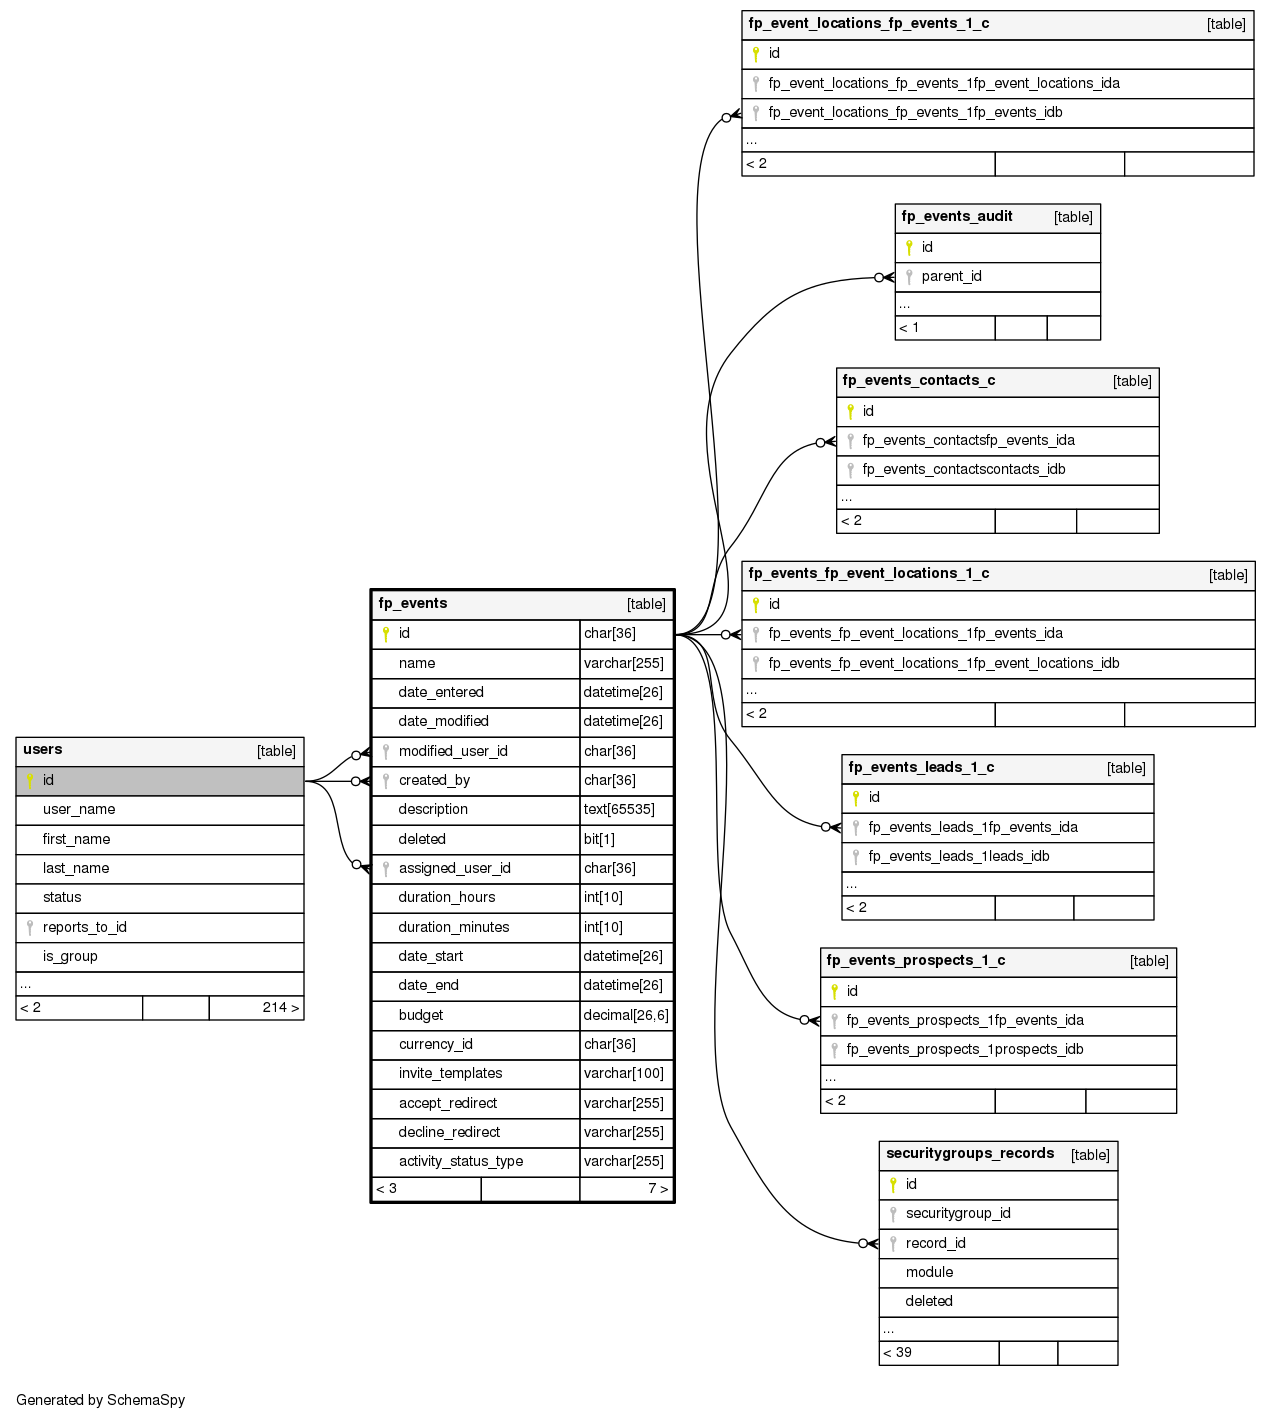 fp_event_locations_fp_events_1_c [table]
id
fp_event_locations_fp_events_1fp_event_locations_ida
fp_event_locations_fp_events_1fp_events_idb
...
< 2
fp_events_audit [table]
id
parent_id
...
< 1
fp_events_contacts_c [table]
id
fp_events_contactsfp_events_ida
fp_events_contactscontacts_idb
...
< 2
fp_events_fp_event_locations_1_c [table]
id
fp_events_fp_event_locations_1fp_events_ida
fp_events_fp_event_locations_1fp_event_locations_idb
...
< 2
fp_events [table]
id char[36]
name varchar[255]
date_entered datetime[26]
date_modified datetime[26]
modified_user_id char[36]
created_by char[36]
description text[65535]
deleted bit[1]
assigned_user_id char[36]
duration_hours int[10]
duration_minutes int[10]
date_start datetime[26]
date_end datetime[26]
budget decimal[26,6]
currency_id char[36]
invite_templates varchar[100]
accept_redirect varchar[255]
decline_redirect varchar[255]
activity_status_type varchar[255]
< 3 7 >
users [table]
id
user_name
first_name
last_name
status
reports_to_id
is_group
...
< 2 214 >
fp_events_leads_1_c [table]
id
fp_events_leads_1fp_events_ida
fp_events_leads_1leads_idb
...
< 2
fp_events_prospects_1_c [table]
id
fp_events_prospects_1fp_events_ida
fp_events_prospects_1prospects_idb
...
< 2
securitygroups_records [table]
id
securitygroup_id
record_id
module
deleted
...
< 39
Generated by SchemaSpy